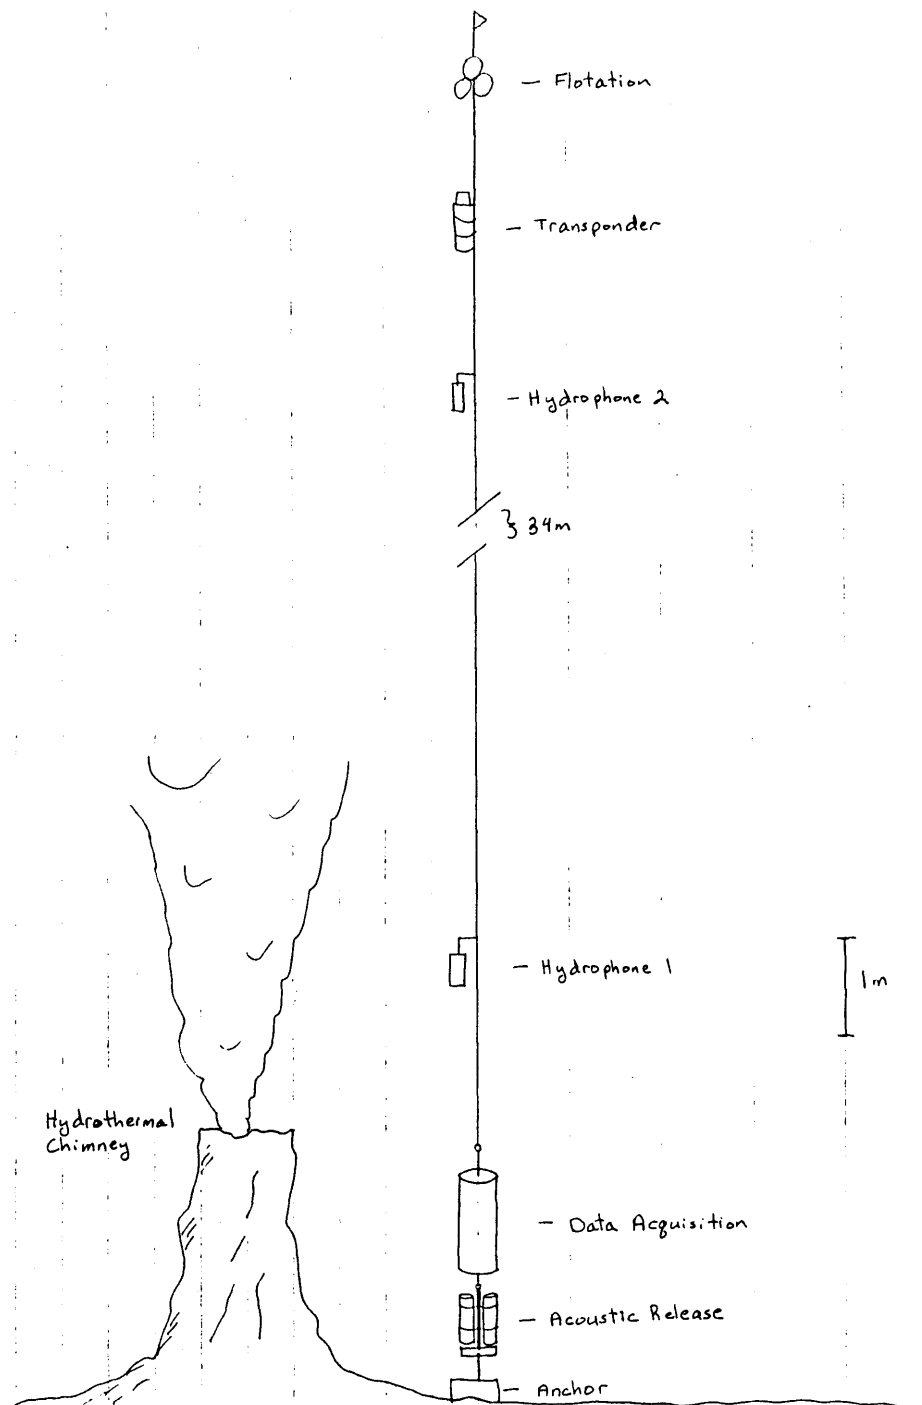 Flotation
Transponder
Hydrophone 2
34m
Hydrophone 1
1m
Hydrothermal
Chimney
Data Acquisition
Acoustic Release
Anchor